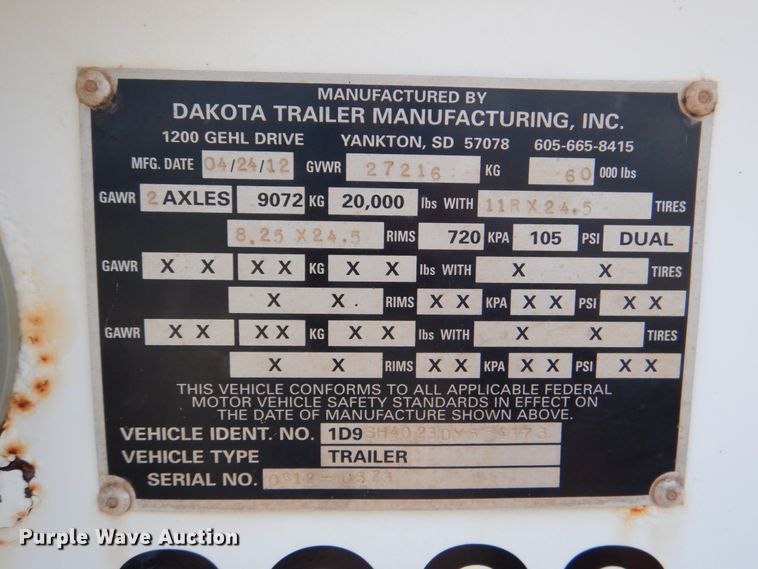 MANUFACTURED BY
DAKOTA TRAILER MANUFACTURING, INC.
1200 GEHL DRIVE YANKTON, SD 57078 605-665-8415
MFG. DATE 04/24/12 GVWR 27216 KG 60 000 lbs
GAWR 2 AXLES 9072 KG 20,000 lbs WITH 11R X 24.5 TIRES
8.25 X 24.5 RIMS 720 KPA 105 PSI DUAL
GAWR X X X X KG X X lbs WITH X X TIRES
X X RIMS X X KPA X X PSI X X
GAWR X X X X KG X X lbs WITH X X TIRES
X X RIMS X X KPA X X PSI X X
THIS VEHICLE CONFORMS TO ALL APPLICABLE FEDERAL
MOTOR VEHICLE SAFETY STANDARDS IN EFFECT ON
THE DATE OF MANUFACTURE SHOWN ABOVE.
VEHICLE IDENT. NO. 1D9
VEHICLE TYPE TRAILER
SERIAL NO.
Purple Wave Auction